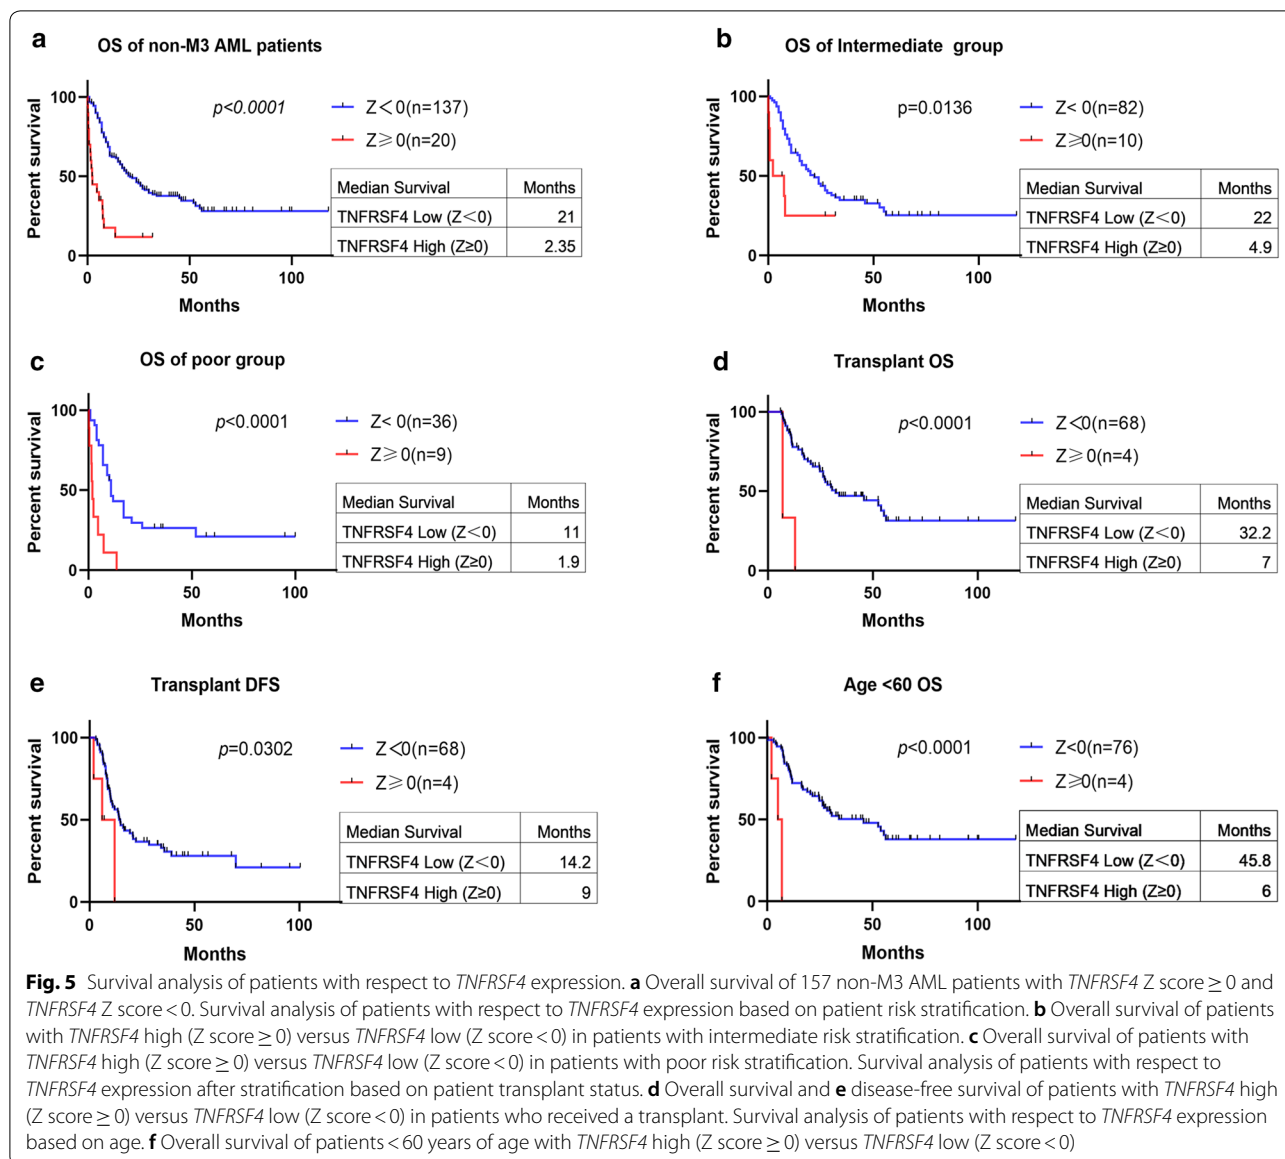 a
OS of non-M3 AML patients
100
50
0
Percent survival
0 50 100
Months
p<0.0001
Z<0(n=137)
Z≥0(n=20)
Median Survival Months
TNFRSF4 Low (Z<0) 21
TNFRSF4 High (Z≥0) 2.35
b
OS of Intermediate group
100
50
0
Percent survival
0 50 100
Months
p=0.0136
Z<0(n=82)
Z≥0(n=10)
Median Survival Months
TNFRSF4 Low (Z<0) 22
TNFRSF4 High (Z≥0) 4.9
c
OS of poor group
100
50
0
Percent survival
0 50 100
Months
p<0.0001
Z<0(n=36)
Z≥0(n=9)
Median Survival Months
TNFRSF4 Low (Z<0) 11
TNFRSF4 High (Z≥0) 1.9
d
Transplant OS
100
50
0
Percent survival
0 50 100
Months
p<0.0001
Z<0(n=68)
Z≥0(n=4)
Median Survival Months
TNFRSF4 Low (Z<0) 32.2
TNFRSF4 High (Z≥0) 7
e
Transplant DFS
100
50
0
Percent survival
0 50 100
Months
p=0.0302
Z<0(n=68)
Z≥0(n=4)
Median Survival Months
TNFRSF4 Low (Z<0) 14.2
TNFRSF4 High (Z≥0) 9
f
Age <60 OS
100
50
0
Percent survival
0 50 100
Months
p<0.0001
Z<0(n=76)
Z≥0(n=4)
Median Survival Months
TNFRSF4 Low (Z<0) 45.8
TNFRSF4 High (Z≥0) 6
Fig. 5 Survival analysis of patients with respect to TNFRSF4 expression. a Overall survival of 157 non-M3 AML patients with TNFRSF4 Z score ≥ 0 and
TNFRSF4 Z score < 0. Survival analysis of patients with respect to TNFRSF4 expression based on patient risk stratification. b Overall survival of patients
with TNFRSF4 high (Z score ≥ 0) versus TNFRSF4 low (Z score < 0) in patients with intermediate risk stratification. c Overall survival of patients with
TNFRSF4 high (Z score ≥ 0) versus TNFRSF4 low (Z score < 0) in patients with poor risk stratification. Survival analysis of patients with respect to
TNFRSF4 expression after stratification based on patient transplant status. d Overall survival and e disease-free survival of patients with TNFRSF4 high
(Z score ≥ 0) versus TNFRSF4 low (Z score < 0) in patients who received a transplant. Survival analysis of patients with respect to TNFRSF4 expression
based on age. f Overall survival of patients < 60 years of age with TNFRSF4 high (Z score ≥ 0) versus TNFRSF4 low (Z score < 0)